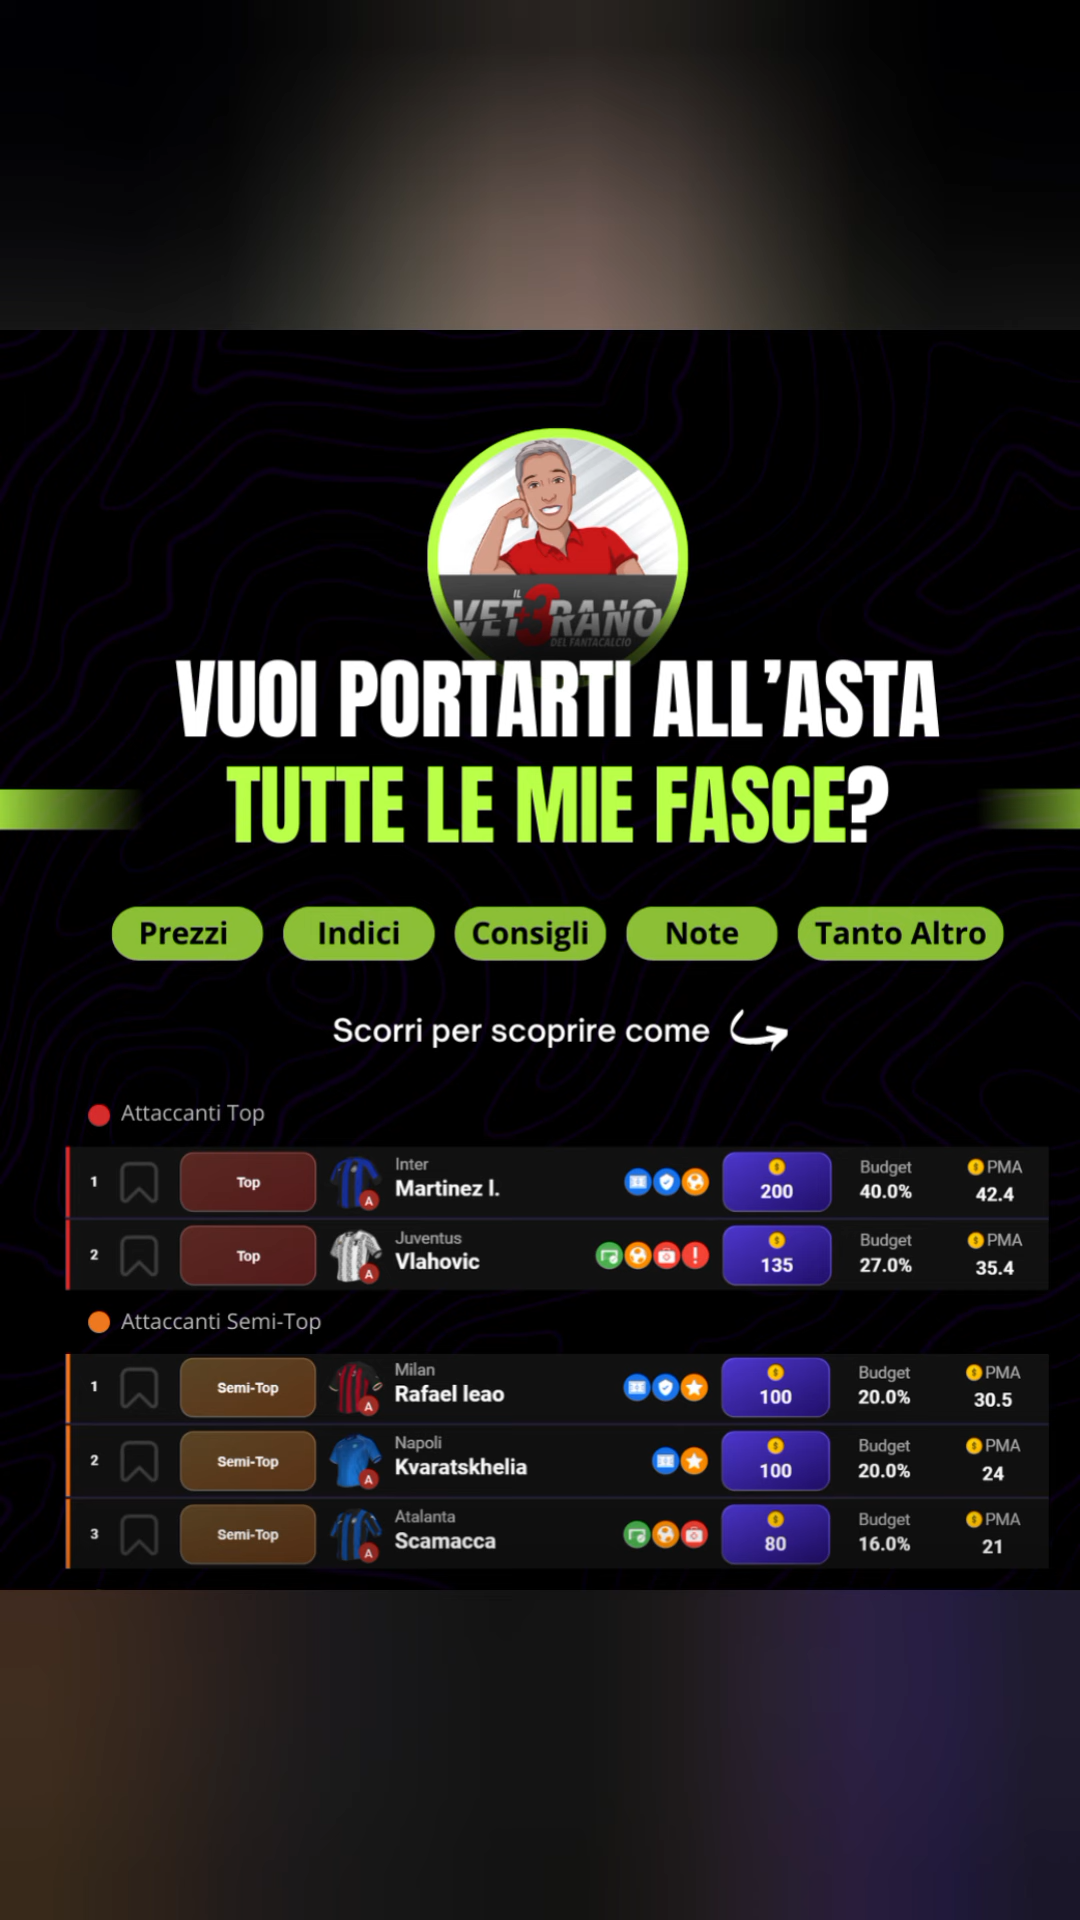 IL
VET3RANO
DEL FANTACALCIO
VUOI PORTARTI ALL'ASTA
TUTTE LE MIE FASCE?
Prezzi Indici Consigli Note Tanto Altro
Scorri per scoprire come
Attaccanti Top
1 Top Inter Martinez l. A 200 Budget 40.0% PMA 42.4
2 Top Juventus Vlahovic A 135 Budget 27.0% PMA 35.4
Attaccanti Semi-Top
1 Semi-Top Milan Rafael leao A 100 Budget 20.0% PMA 30.5
2 Semi-Top Napoli Kvaratskhelia A 100 Budget 20.0% PMA 24
3 Semi-Top Atalanta Scamacca A 80 Budget 16.0% PMA 21